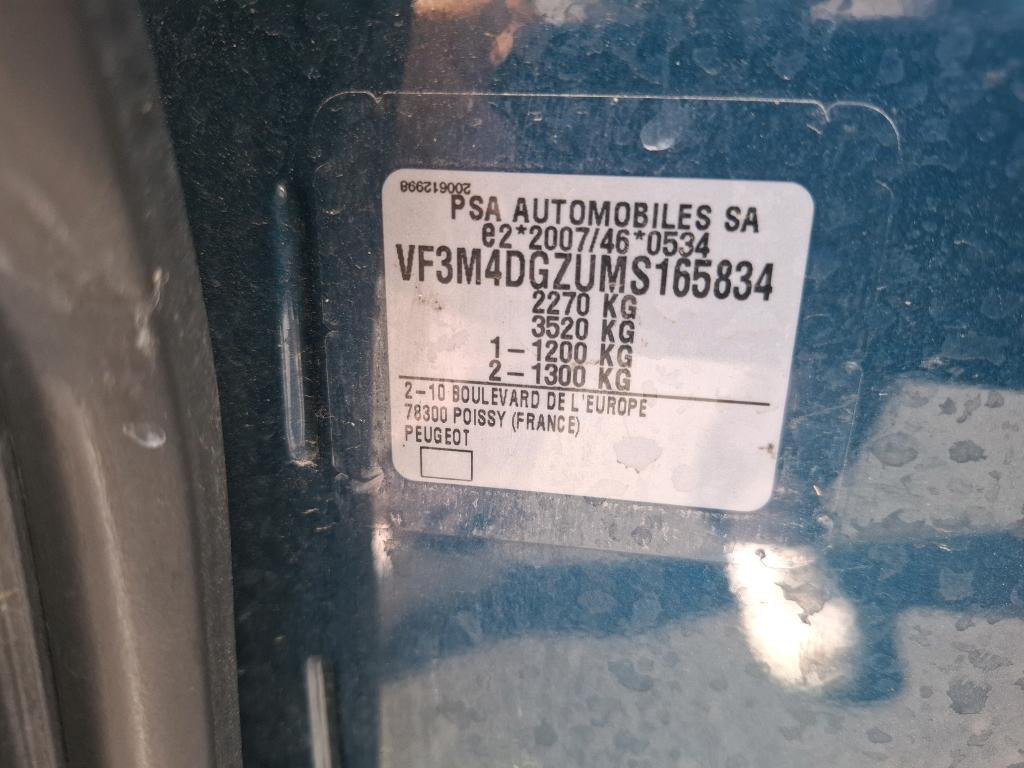 200612998
PSA AUTOMOBILES SA
e2*2007/46*0534
VF3M4DGZUMS165834
2270 KG
3520 KG
1-1200 KG
2-1300 KG
2-10 BOULEVARD DE L'EUROPE
78300 POISSY (FRANCE)
PEUGEOT